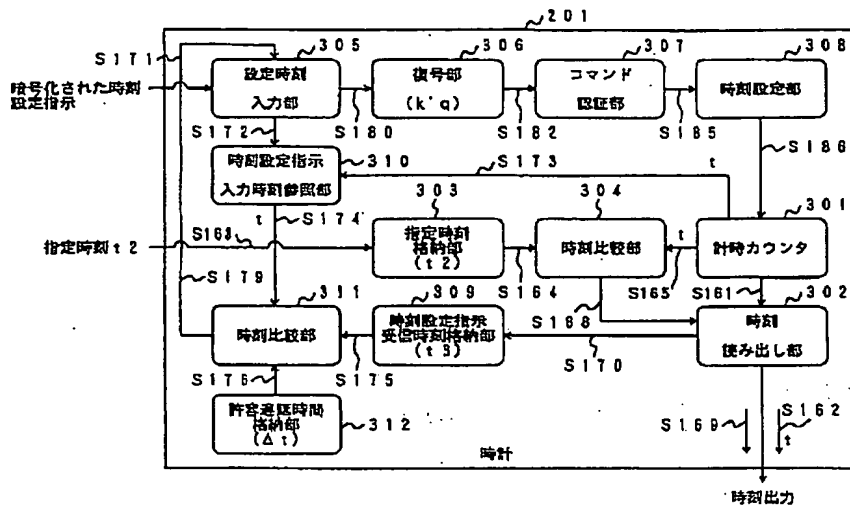 201
S171
305
306
307
308
設定時刻
入力部
復号部
(k'q)
コマンド
認証部
時刻設定部
暗号化された時刻
設定指示
S172
S180
S182
S185
S186
310
S173
t
時刻設定指示
入力時刻参照部
303
304
301
t
S174
指定時刻t2
S163
指定時刻
格納部
(t2)
時刻比較部
t
計時カウンタ
S179
S164
S165
S161
311
309
S168
302
時刻比較部
時刻設定指示
受信時刻格納部
(t3)
時刻
読み出し部
S175
S170
S176
許容遅延時間
格納部
(Δt)
312
S169
S162
t
時計
時刻出力